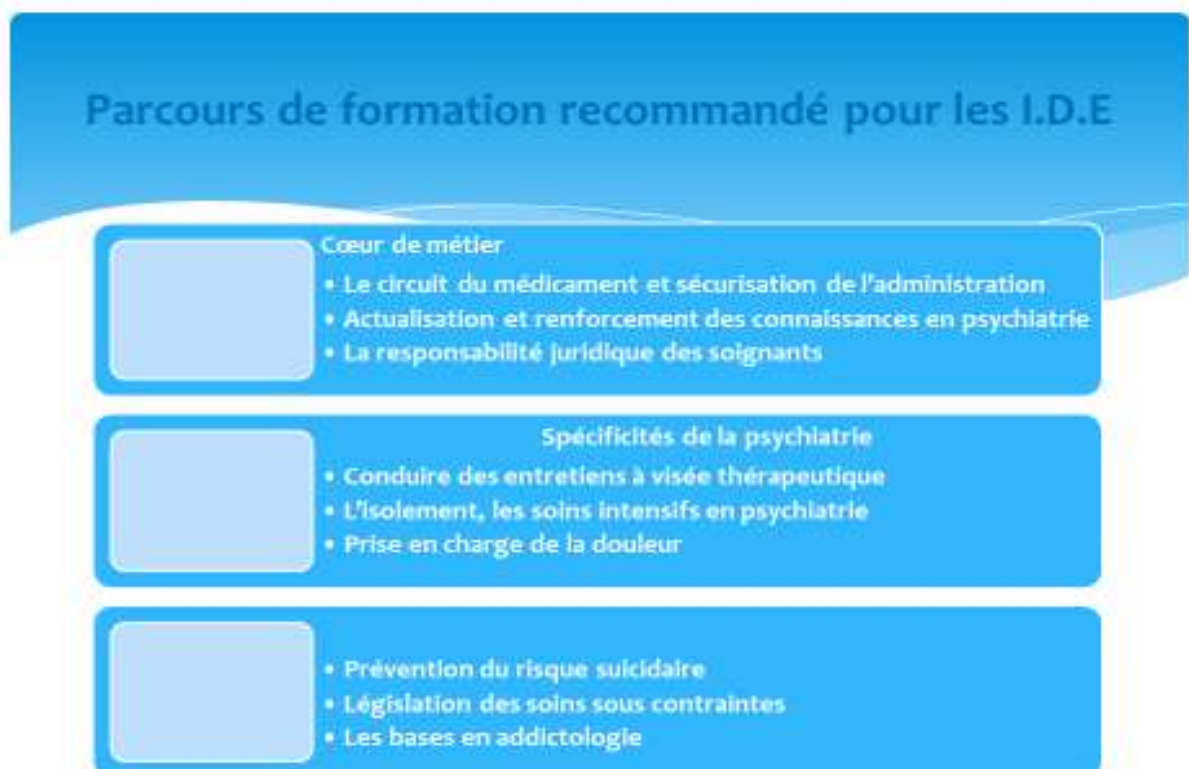 Parcours de formation recommandé pour les I.D.E
Cœur de métier
• Le circuit du médicament et sécurisation de l'administration
• Actualisation et renforcement des connaissances en psychiatrie
• La responsabilité juridique des soignants
Spécificités de la psychiatrie
• Conduire des entretiens à visée thérapeutique
• L'isolement, les soins intensifs en psychiatrie
• Prise en charge de la douleur
• Prévention du risque suicidaire
• Législation des soins sous contraintes
• Les bases en addictologie